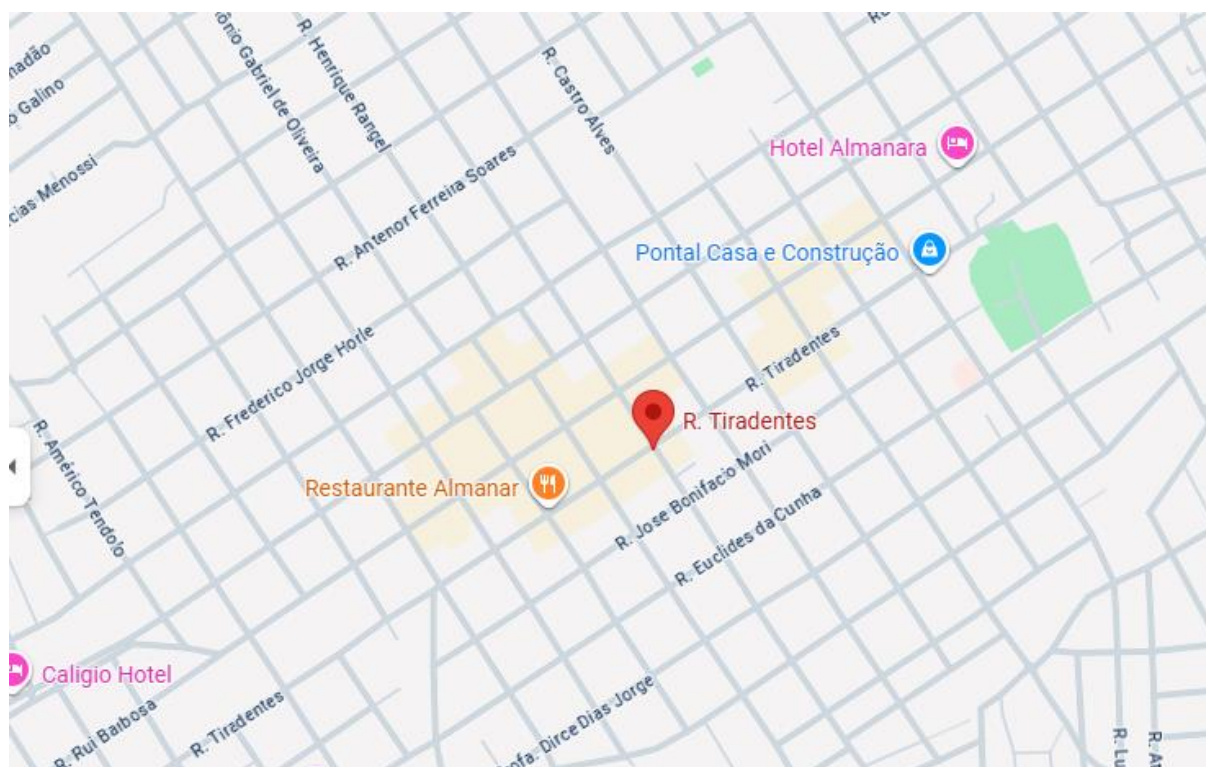 R. Henrique Rangel
Gabriel de Oliveira
R. Castro Alves
Galino
Menossi
Hotel Almanara
R. Antenor Ferreira Soares
Pontal Casa e Construção
R. Frederico Jorge Horle
R. Tiradentes
R. Tiradentes
R. Américo Tendolo
Restaurante Almanar
R. Jose Bonifacio Mori
R. Euclides da Cunha
Caligio Hotel
R. Rui Barbosa
R. Tiradentes
Dirce Dias Jorge